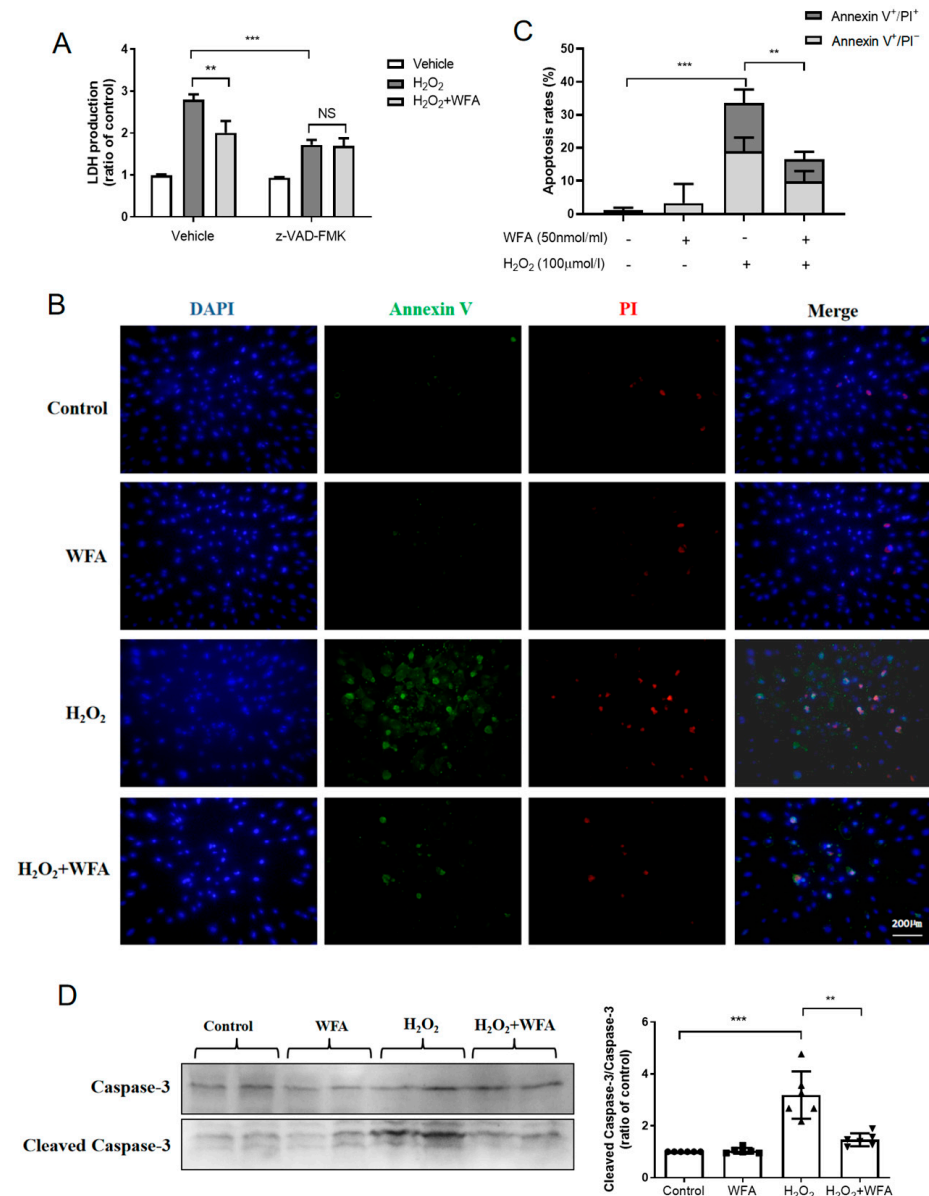 A
LDH production
(ratio of control)
4
3
2
1
0
***
**
NS
Vehicle
z-VAD-FMK
Vehicle
H₂O₂
H₂O₂+WFA
C
Annexin V⁺/PI⁺
Annexin V⁺/PI⁻
Apoptosis rates (%)
50
40
30
20
10
0
***
**
WFA (50nmol/ml) - + - +
H₂O₂ (100μmol/l) - - + +
B
DAPI Annexin V PI Merge
Control
WFA
H₂O₂
H₂O₂+WFA
200μm
D
Control WFA H₂O₂ H₂O₂+WFA
Caspase-3
Cleaved Caspase-3
Cleaved Caspase-3/Caspase-3
(ratio of control)
6
4
2
0
***
**
Control WFA H₂O₂ H₂O₂+WFA